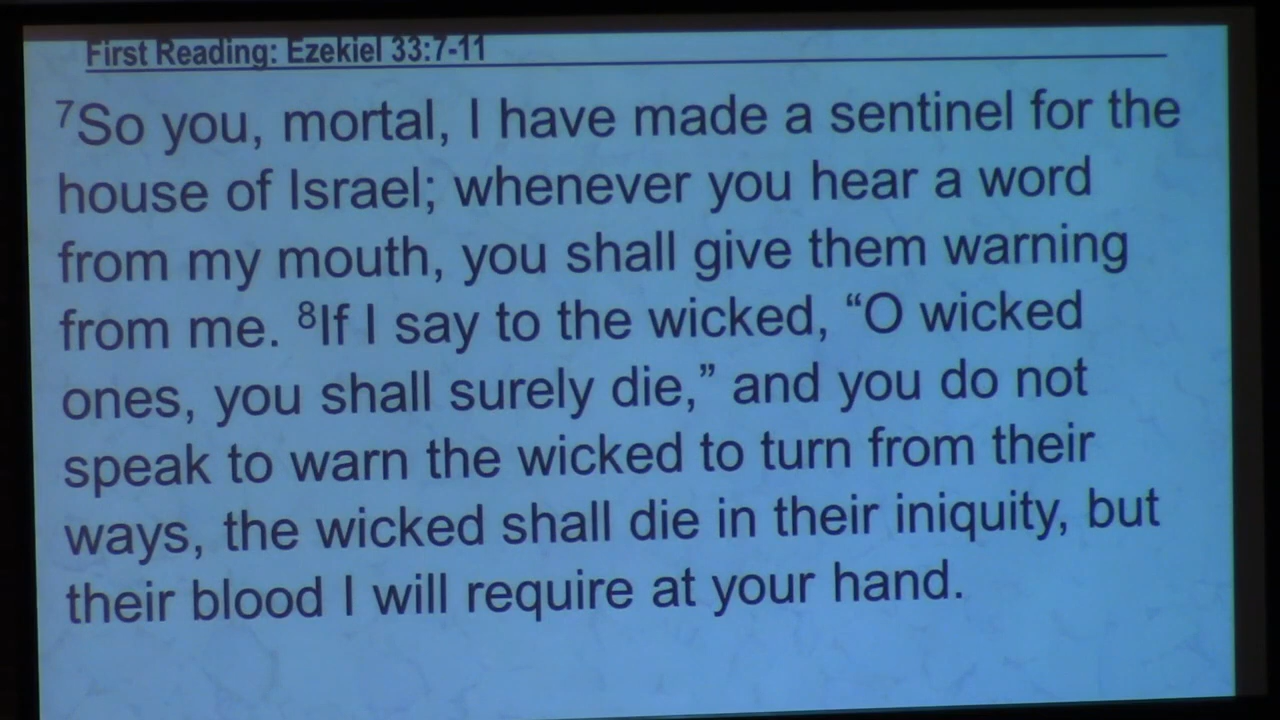 First Reading: Ezekiel 33:7-11
⁷So you, mortal, I have made a sentinel for the
house of Israel; whenever you hear a word
from my mouth, you shall give them warning
from me. ⁸If I say to the wicked, “O wicked
ones, you shall surely die,” and you do not
speak to warn the wicked to turn from their
ways, the wicked shall die in their iniquity, but
their blood I will require at your hand.